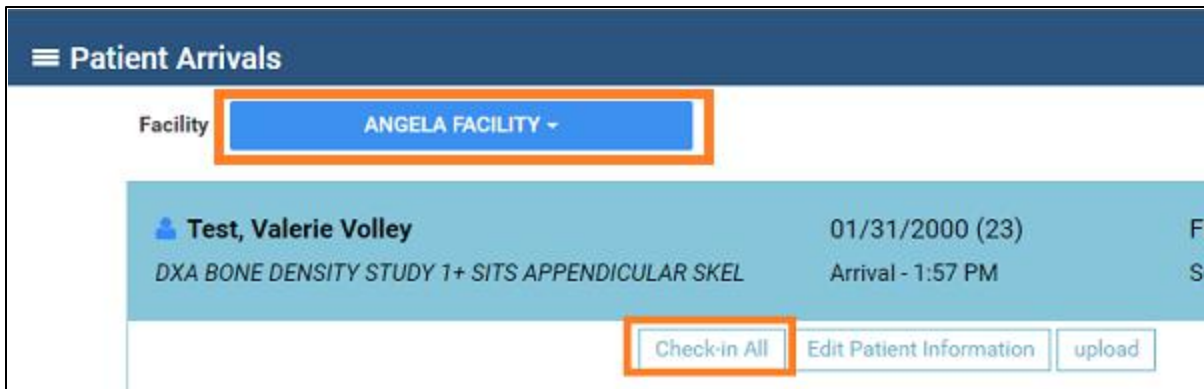 Patient Arrivals
Facility ANGELA FACILITY
Test, Valerie Volley 01/31/2000 (23) F
DXA BONE DENSITY STUDY 1+ SITS APPENDICULAR SKEL Arrival - 1:57 PM S
Check-in All Edit Patient Information upload